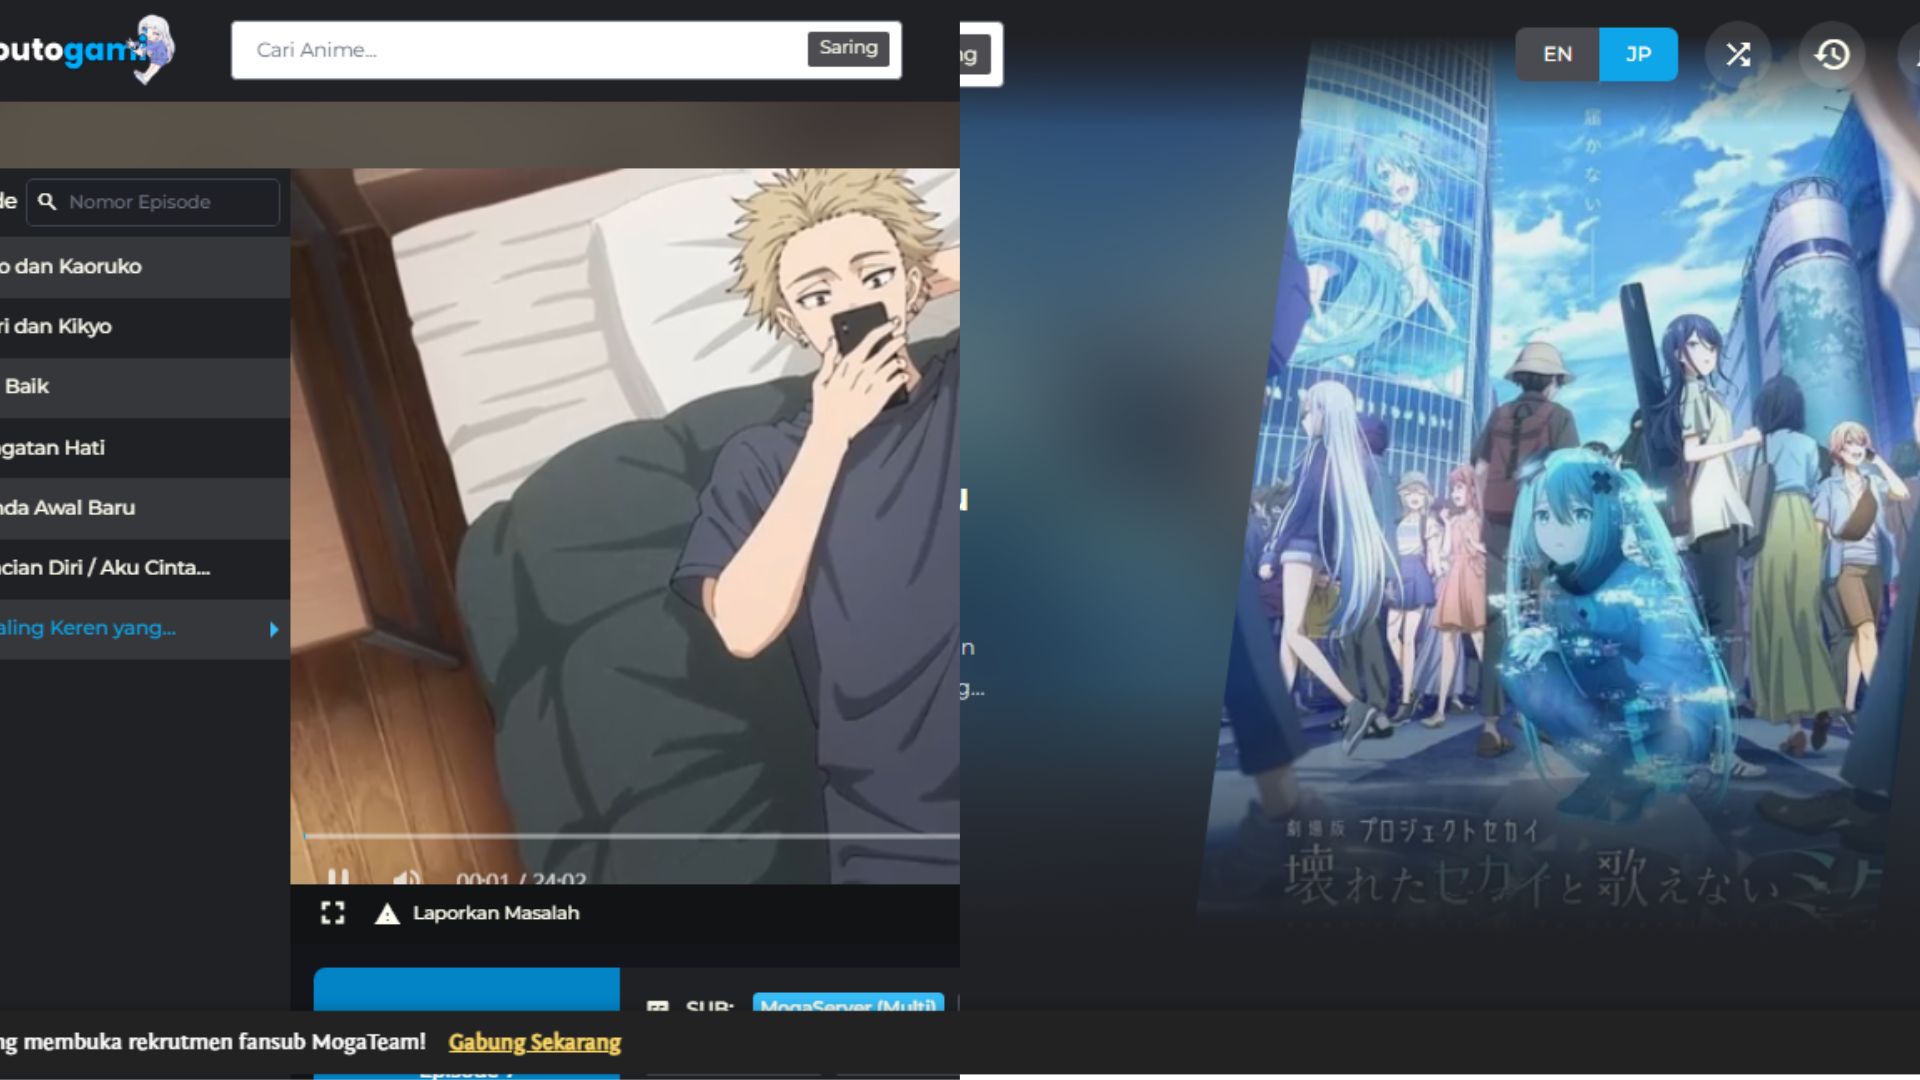 outogami
Cari Anime...
Saring
de
Nomor Episode
o dan Kaoruko
ri dan Kikyo
Baik
gatan Hati
nda Awal Baru
cian Diri / Aku Cinta...
aling Keren yang...
00:01 / 24:02
Laporkan Masalah
SUB:
MogaServer (Multi)
ng membuka rekrutmen fansub MogaTeam!
Gabung Sekarang
Episode 7
ng
EN
JP
u
n
g...
届かない
劇場版 プロジェクトセカイ
壊れたセカイと歌えないミク